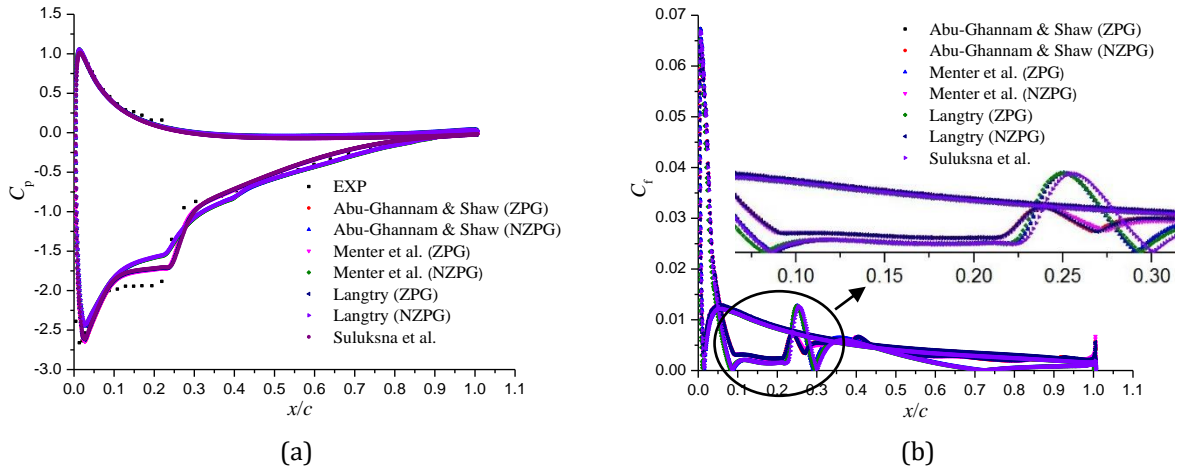 1.5
1.0
0.5
0.0
-0.5
-1.0
-1.5
-2.0
-2.5
-3.0
Cp
0.0 0.1 0.2 0.3 0.4 0.5 0.6 0.7 0.8 0.9 1.0 1.1
x/c
EXP
Abu-Ghannam & Shaw (ZPG)
Abu-Ghannam & Shaw (NZPG)
Menter et al. (ZPG)
Menter et al. (NZPG)
Langtry (ZPG)
Langtry (NZPG)
Suluksna et al.
(a)
0.07
0.06
0.05
0.04
0.03
0.02
0.01
0.00
Cf
0.0 0.1 0.2 0.3 0.4 0.5 0.6 0.7 0.8 0.9 1.0 1.1
x/c
Abu-Ghannam & Shaw (ZPG)
Abu-Ghannam & Shaw (NZPG)
Menter et al. (ZPG)
Menter et al. (NZPG)
Langtry (ZPG)
Langtry (NZPG)
Suluksna et al.
0.10 0.15 0.20 0.25 0.30
(b)